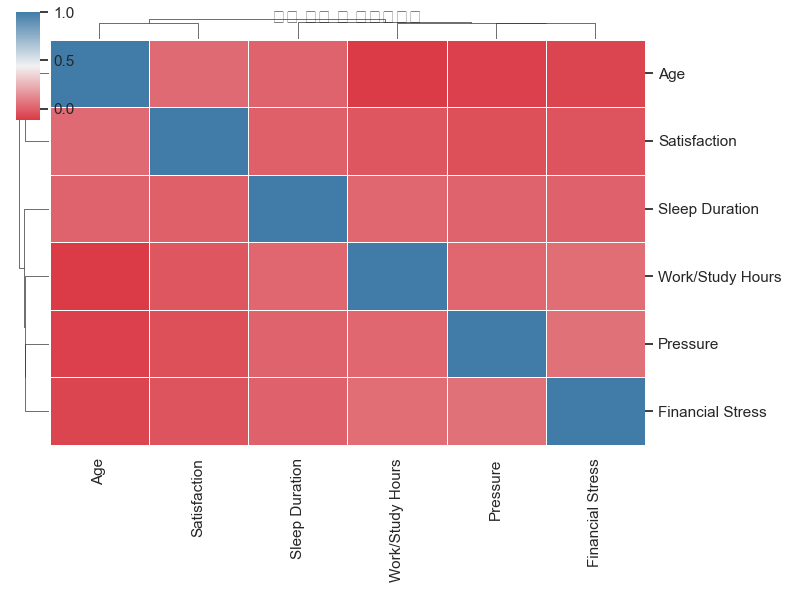 1.0
0.5
0.0
Age
Satisfaction
Sleep Duration
Work/Study Hours
Pressure
Financial Stress
Age
Satisfaction
Sleep Duration
Work/Study Hours
Pressure
Financial Stress